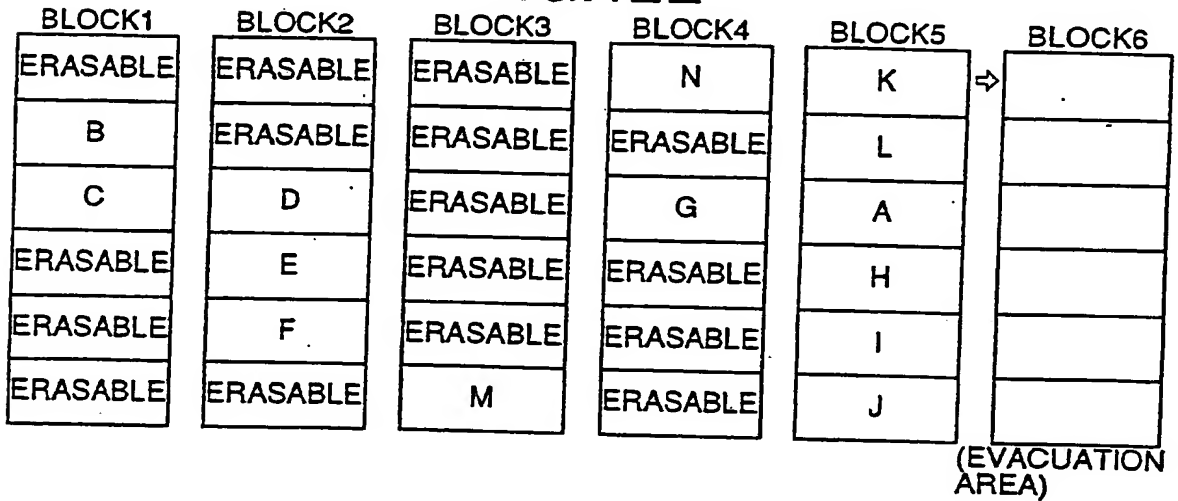 BLOCK1 BLOCK2 BLOCK3 BLOCK4 BLOCK5 BLOCK6
ERASABLE ERASABLE ERASABLE N K ⇨
B ERASABLE ERASABLE ERASABLE L
C D ERASABLE G A
ERASABLE E ERASABLE ERASABLE H
ERASABLE F ERASABLE ERASABLE I
ERASABLE ERASABLE M ERASABLE J
(EVACUATION
AREA)